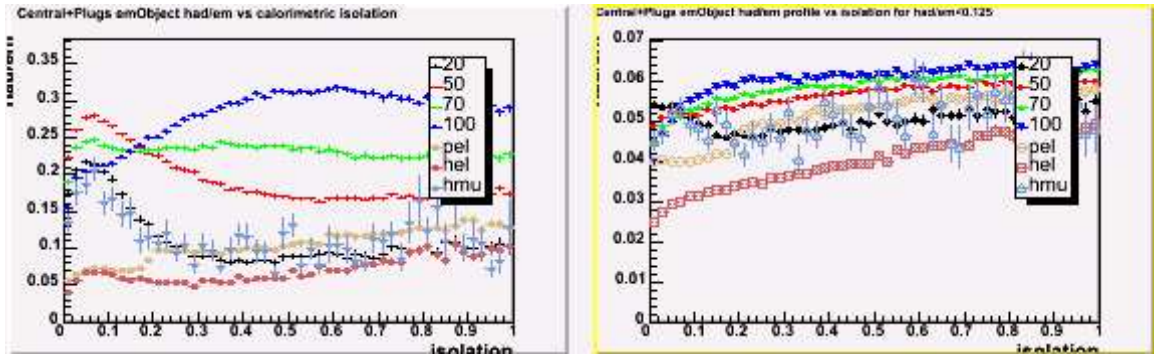 Central+Plugs emObject had/em vs calorimetric isolation
0.35
0.3
0.25
0.2
0.15
0.1
0.05
0
0 0.1 0.2 0.3 0.4 0.5 0.6 0.7 0.8 0.9 1
isolation
20
50
70
100
pel
hel
hmu
Central+Plugs emObject had/em profile vs isolation for had/em<0.125
0.07
0.06
0.05
0.04
0.03
0.02
0.01
0
0 0.1 0.2 0.3 0.4 0.5 0.6 0.7 0.8 0.9 1
isolation
20
50
70
100
pel
hel
hmu